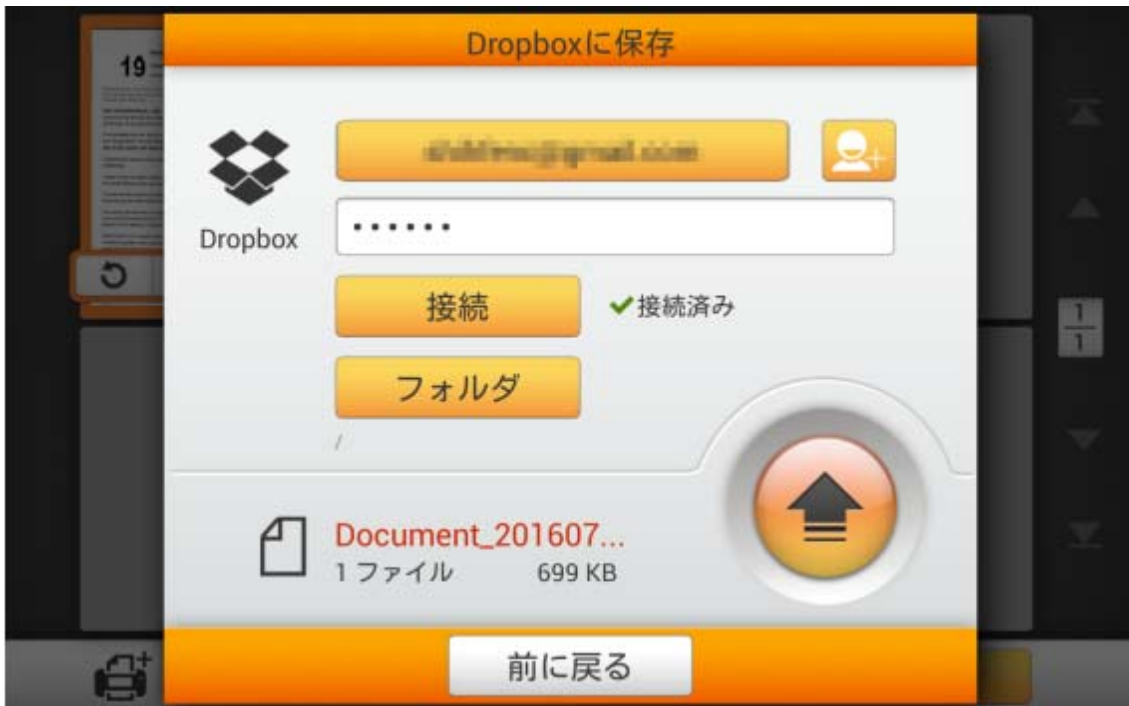 Dropboxに保存
19
Dropbox
••••••
接続
✔接続済み
フォルダ
/
1
1
Document_201607...
1 ファイル 699 KB
前に戻る